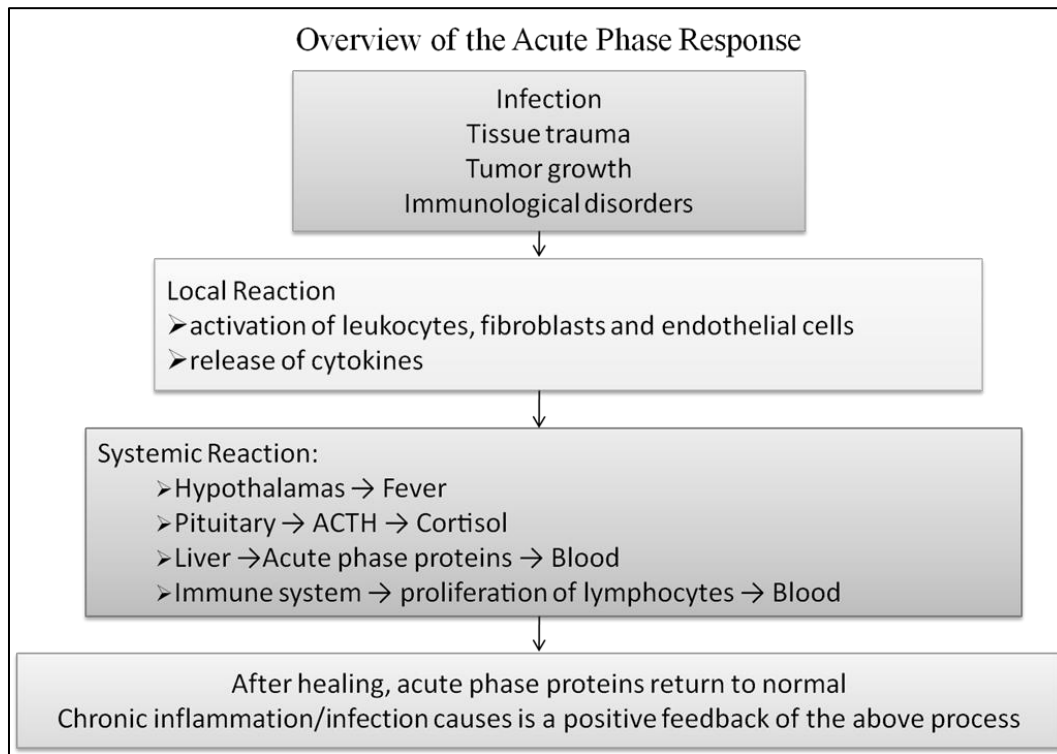 Overview of the Acute Phase Response
Infection
Tissue trauma
Tumor growth
Immunological disorders
Local Reaction
➢activation of leukocytes, fibroblasts and endothelial cells
➢release of cytokines
Systemic Reaction:
➢Hypothalamas → Fever
➢Pituitary → ACTH → Cortisol
➢Liver →Acute phase proteins → Blood
➢Immune system → proliferation of lymphocytes → Blood
After healing, acute phase proteins return to normal
Chronic inflammation/infection causes is a positive feedback of the above process